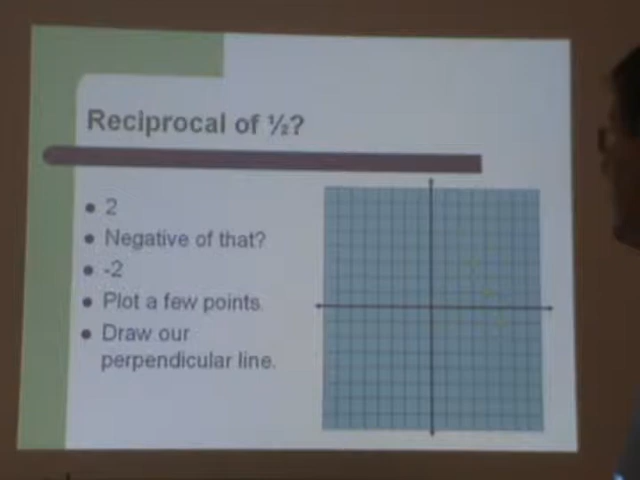 Reciprocal of ½?
• 2
• Negative of that?
• -2
• Plot a few points.
• Draw our
perpendicular line.